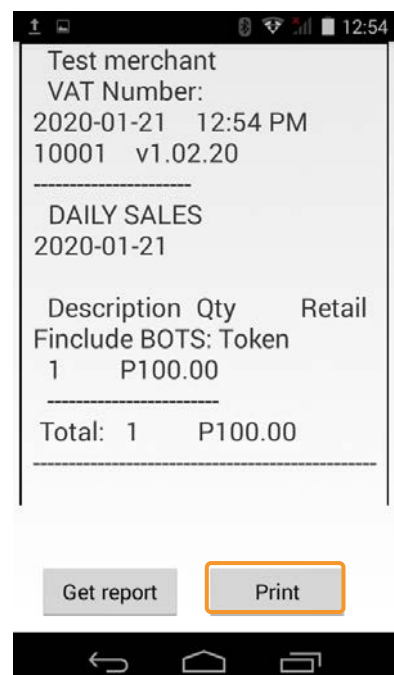 12:54
Test merchant
VAT Number:
2020-01-21 12:54 PM
10001 v1.02.20
--------------------
DAILY SALES
2020-01-21
Description Qty Retail
Finclude BOTS: Token
1 P100.00
--------------------
Total: 1 P100.00
----------------------------------------
Get report Print